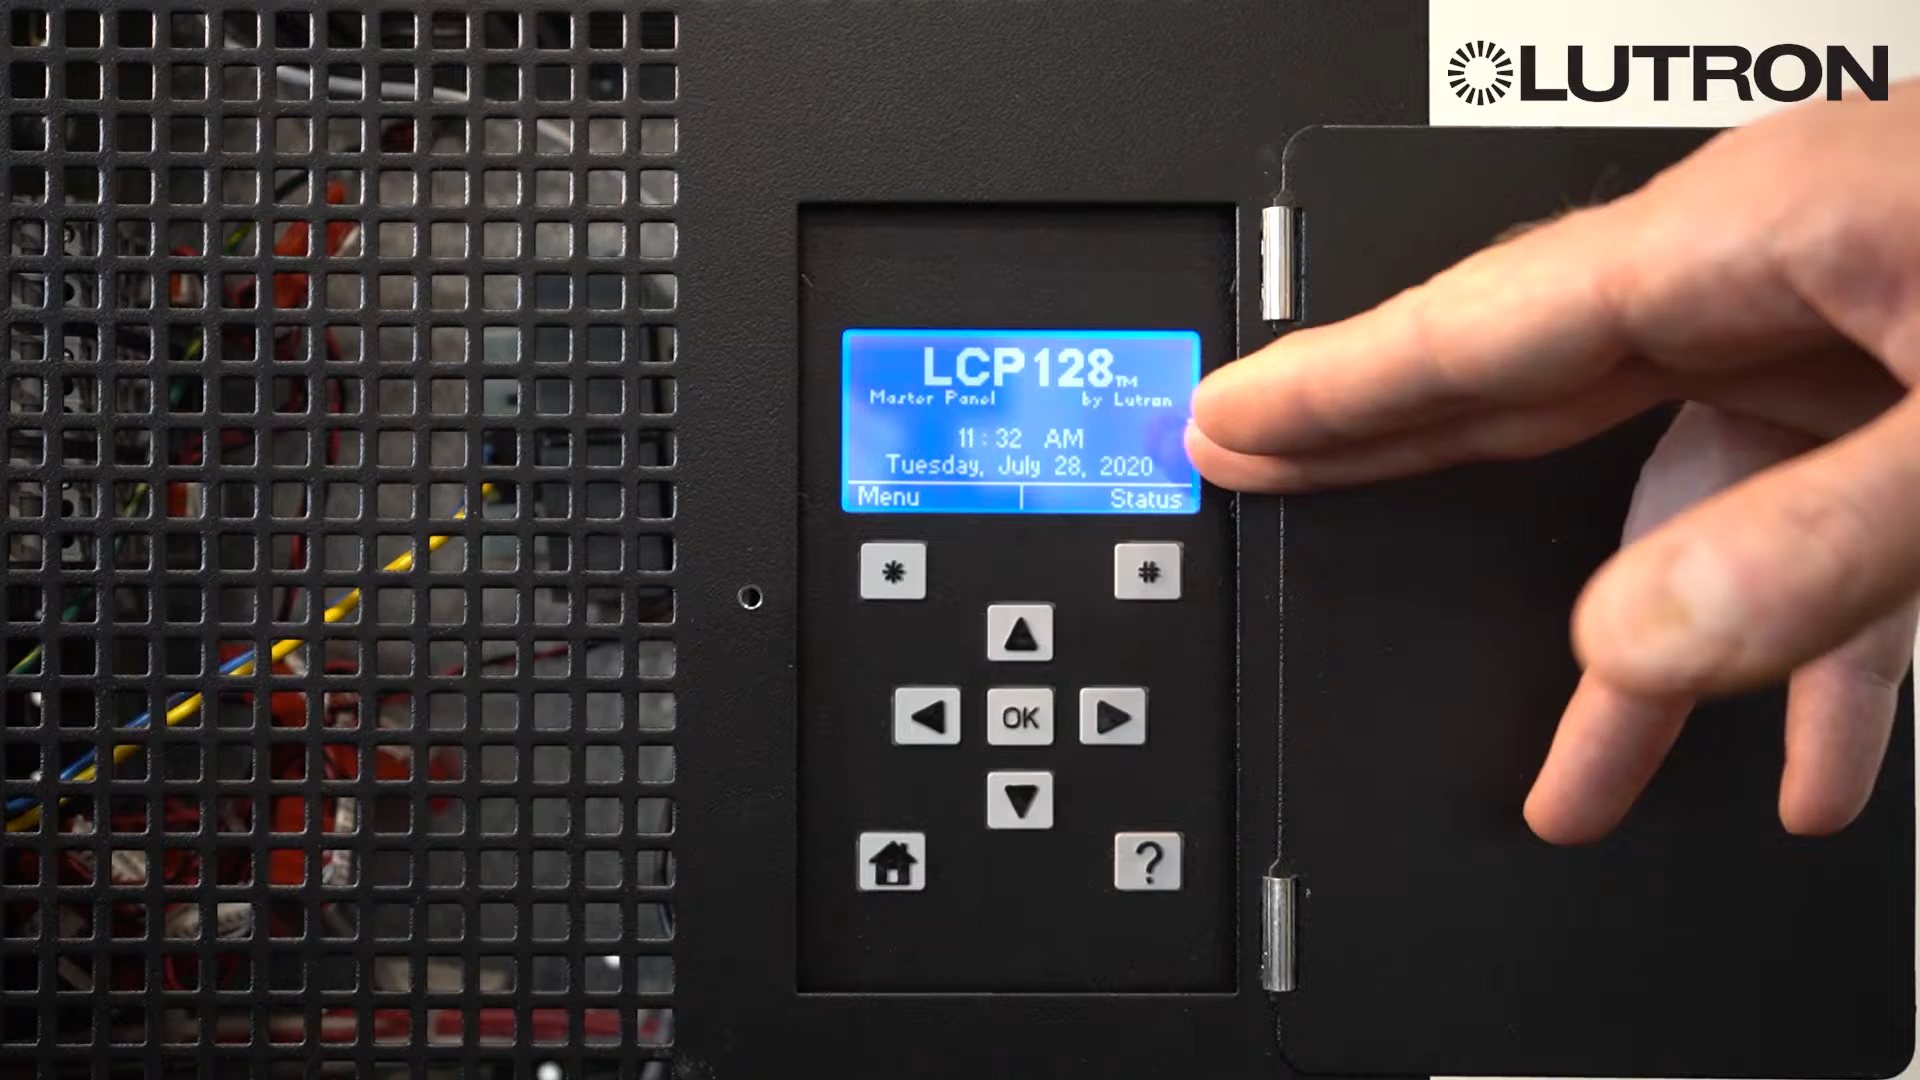 LUTRON
LCP128™
Master Panel by Lutron
11:32 AM
Tuesday, July 28, 2020
Menu Status
* #
OK
?